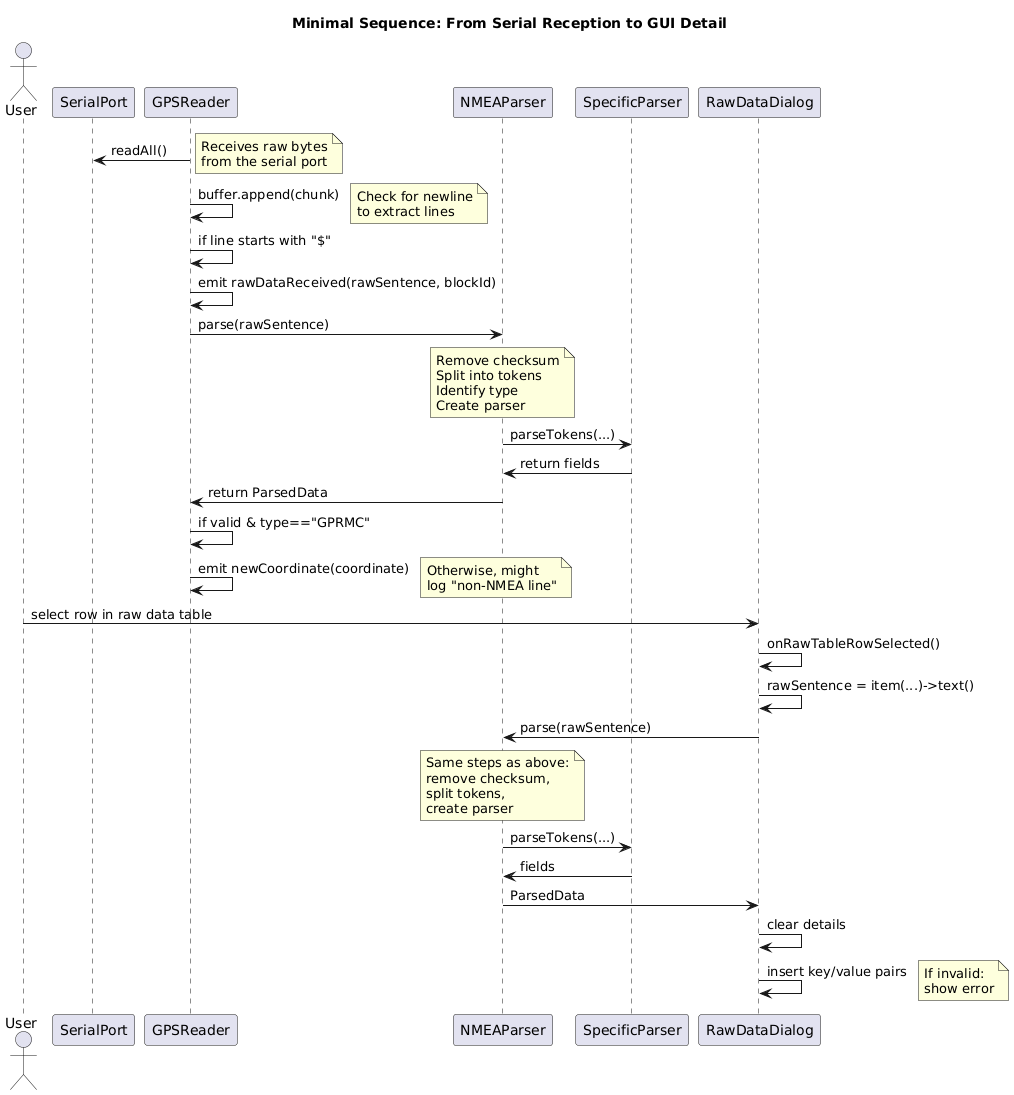 Minimal Sequence: From Serial Reception to GUI Detail
User
SerialPort
GPSReader
NMEAParser
SpecificParser
RawDataDialog
readAll()
Receives raw bytes
from the serial port
buffer.append(chunk)
Check for newline
to extract lines
if line starts with "$"
emit rawDataReceived(rawSentence, blockId)
parse(rawSentence)
Remove checksum
Split into tokens
Identify type
Create parser
parseTokens(...)
return fields
return ParsedData
if valid & type=="GPRMC"
emit newCoordinate(coordinate)
Otherwise, might
log "non-NMEA line"
select row in raw data table
onRawTableRowSelected()
rawSentence = item(...)->text()
parse(rawSentence)
Same steps as above:
remove checksum,
split tokens,
create parser
parseTokens(...)
fields
ParsedData
clear details
insert key/value pairs
If invalid:
show error
User
SerialPort
GPSReader
NMEAParser
SpecificParser
RawDataDialog